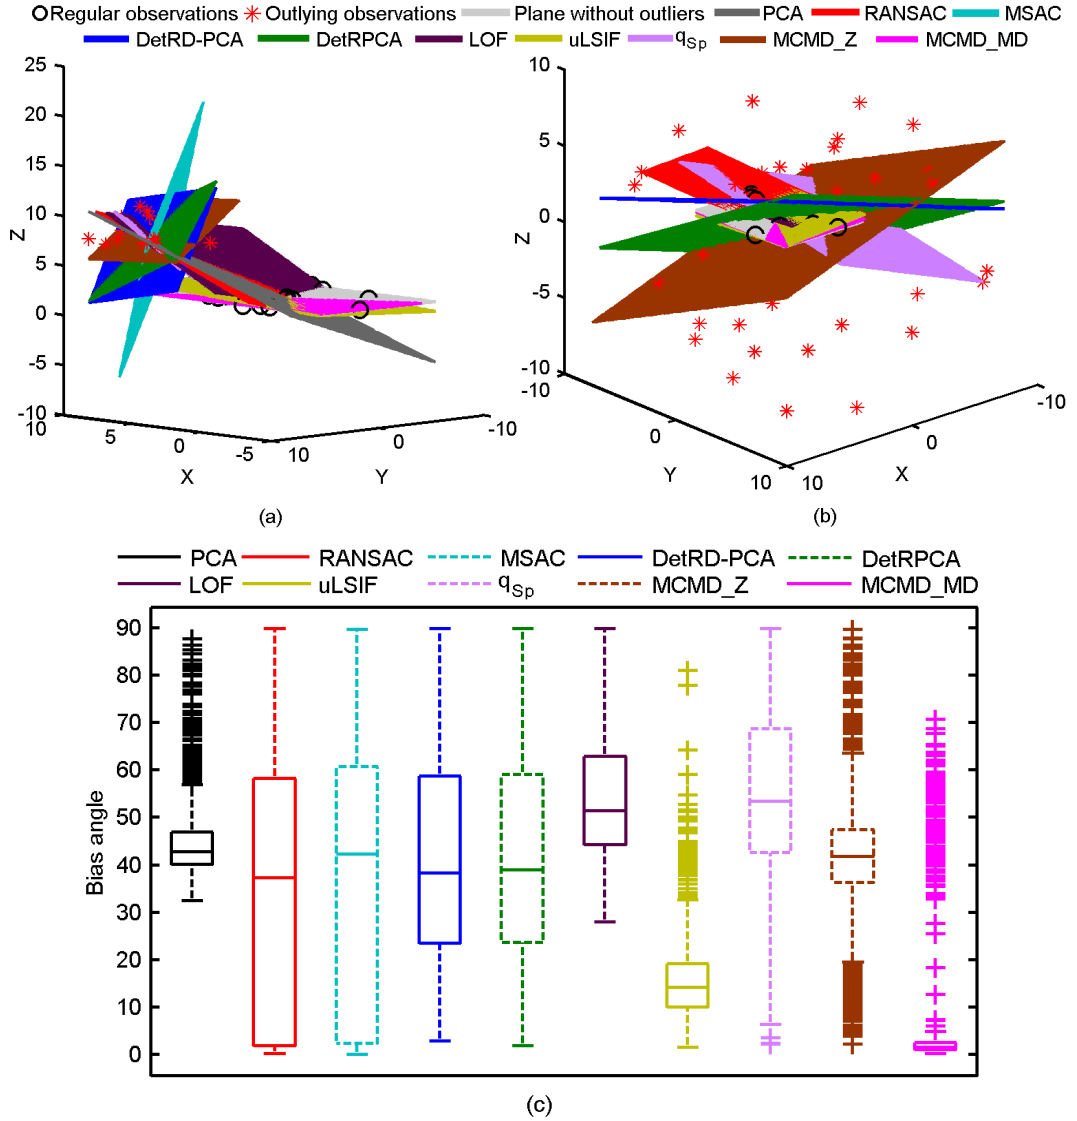 Regular observations Outlying observations Plane without outliers PCA RANSAC MSAC
DetRD-PCA DetRPCA LOF uLSIF qSp MCMD_Z MCMD_MD
25
20
15
10
5
0
-5
-10
Z
10
5
0
-5
X
10
0
-10
Y
(a)
10
5
0
-5
-10
Z
-10
0
10
Y
10
0
-10
X
(b)
PCA RANSAC MSAC DetRD-PCA DetRPCA
LOF uLSIF qSp MCMD_Z MCMD_MD
90
80
70
60
50
40
30
20
10
0
Bias angle
(c)